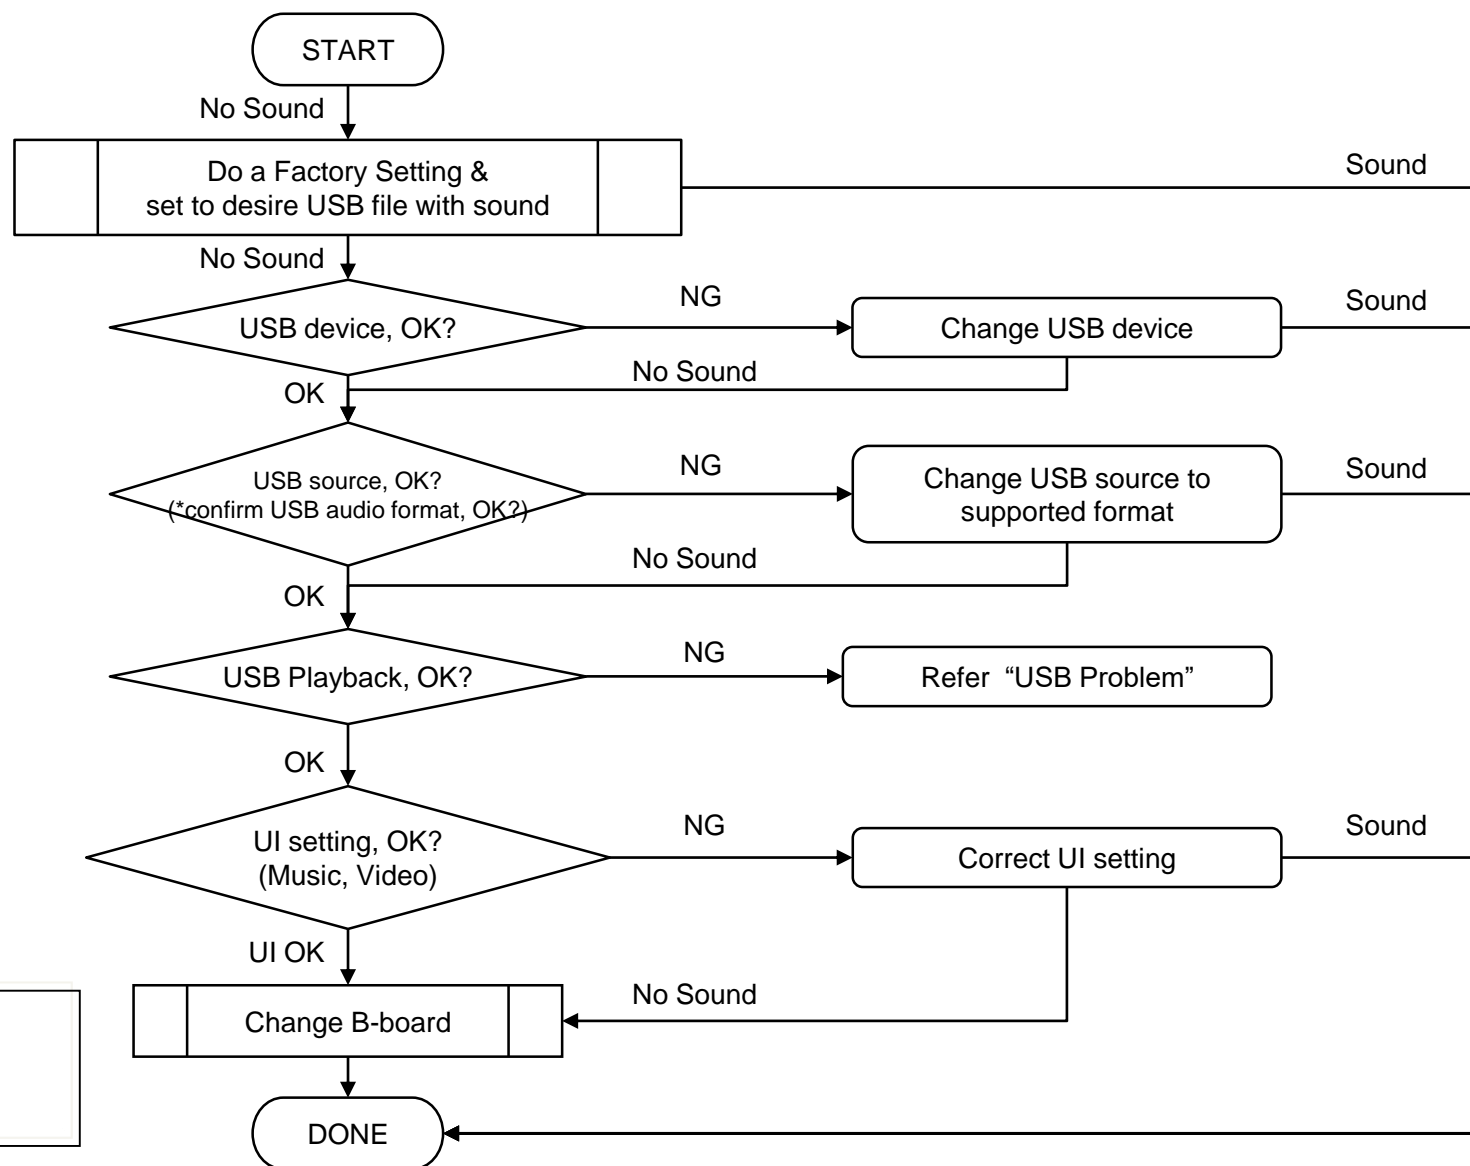 START
No Sound
Do a Factory Setting &
set to desire USB file with sound
Sound
No Sound
USB device, OK?
NG
Change USB device
Sound
No Sound
OK
USB source, OK?
(*confirm USB audio format, OK?)
NG
Change USB source to
supported format
Sound
No Sound
OK
USB Playback, OK?
NG
Refer “USB Problem”
OK
UI setting, OK?
(Music, Video)
NG
Correct UI setting
Sound
UI OK
No Sound
Change B-board
DONE